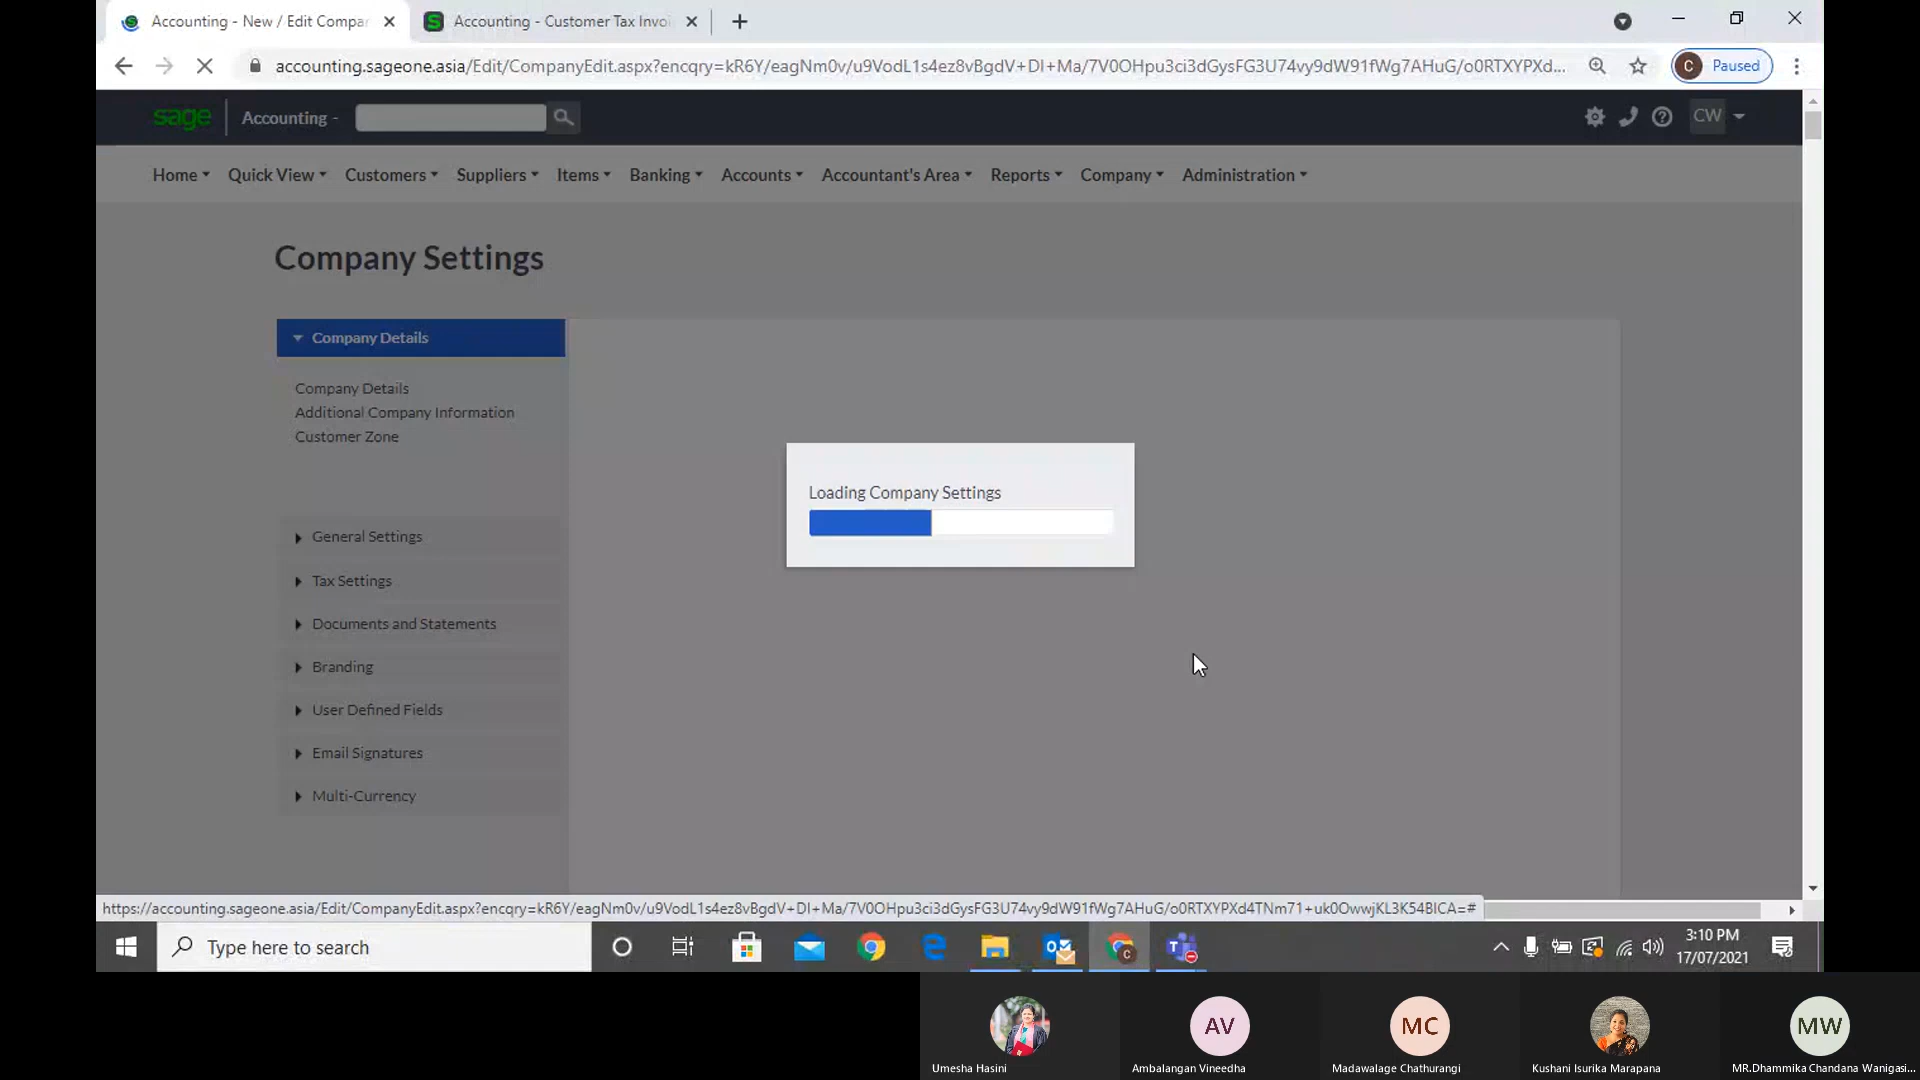 Accounting - New / Edit Compar
Accounting - Customer Tax Invoi
accounting.sageone.asia/Edit/CompanyEdit.aspx?encqry=kR6Y/eagNm0v/u9VodL1s4ez8vBgdV+DI+Ma/7V0OHpu3ci3dGysFG3U74vy9dW91fWg7AHuG/o0RTXYPXd...
C Paused
sage Accounting -
CW
Home Quick View Customers Suppliers Items Banking Accounts Accountant's Area Reports Company Administration
Company Settings
Company Details
Company Details
Additional Company Information
Customer Zone
General Settings
Tax Settings
Documents and Statements
Branding
User Defined Fields
Email Signatures
Multi-Currency
Loading Company Settings
https://accounting.sageone.asia/Edit/CompanyEdit.aspx?encqry=kR6Y/eagNm0v/u9VodL1s4ez8vBgdV+DI+Ma/7V0OHpu3ci3dGysFG3U74vy9dW91fWg7AHuG/o0RTXYPXd4TNm71+uk0OwwjKL3K54BICA=#
Type here to search
3:10 PM
17/07/2021
AV
MC
MW
Umesha Hasini
Ambalangan Vineedha
Madawalage Chathurangi
Kushani Isurika Marapana
MR.Dhammika Chandana Wanigasi...